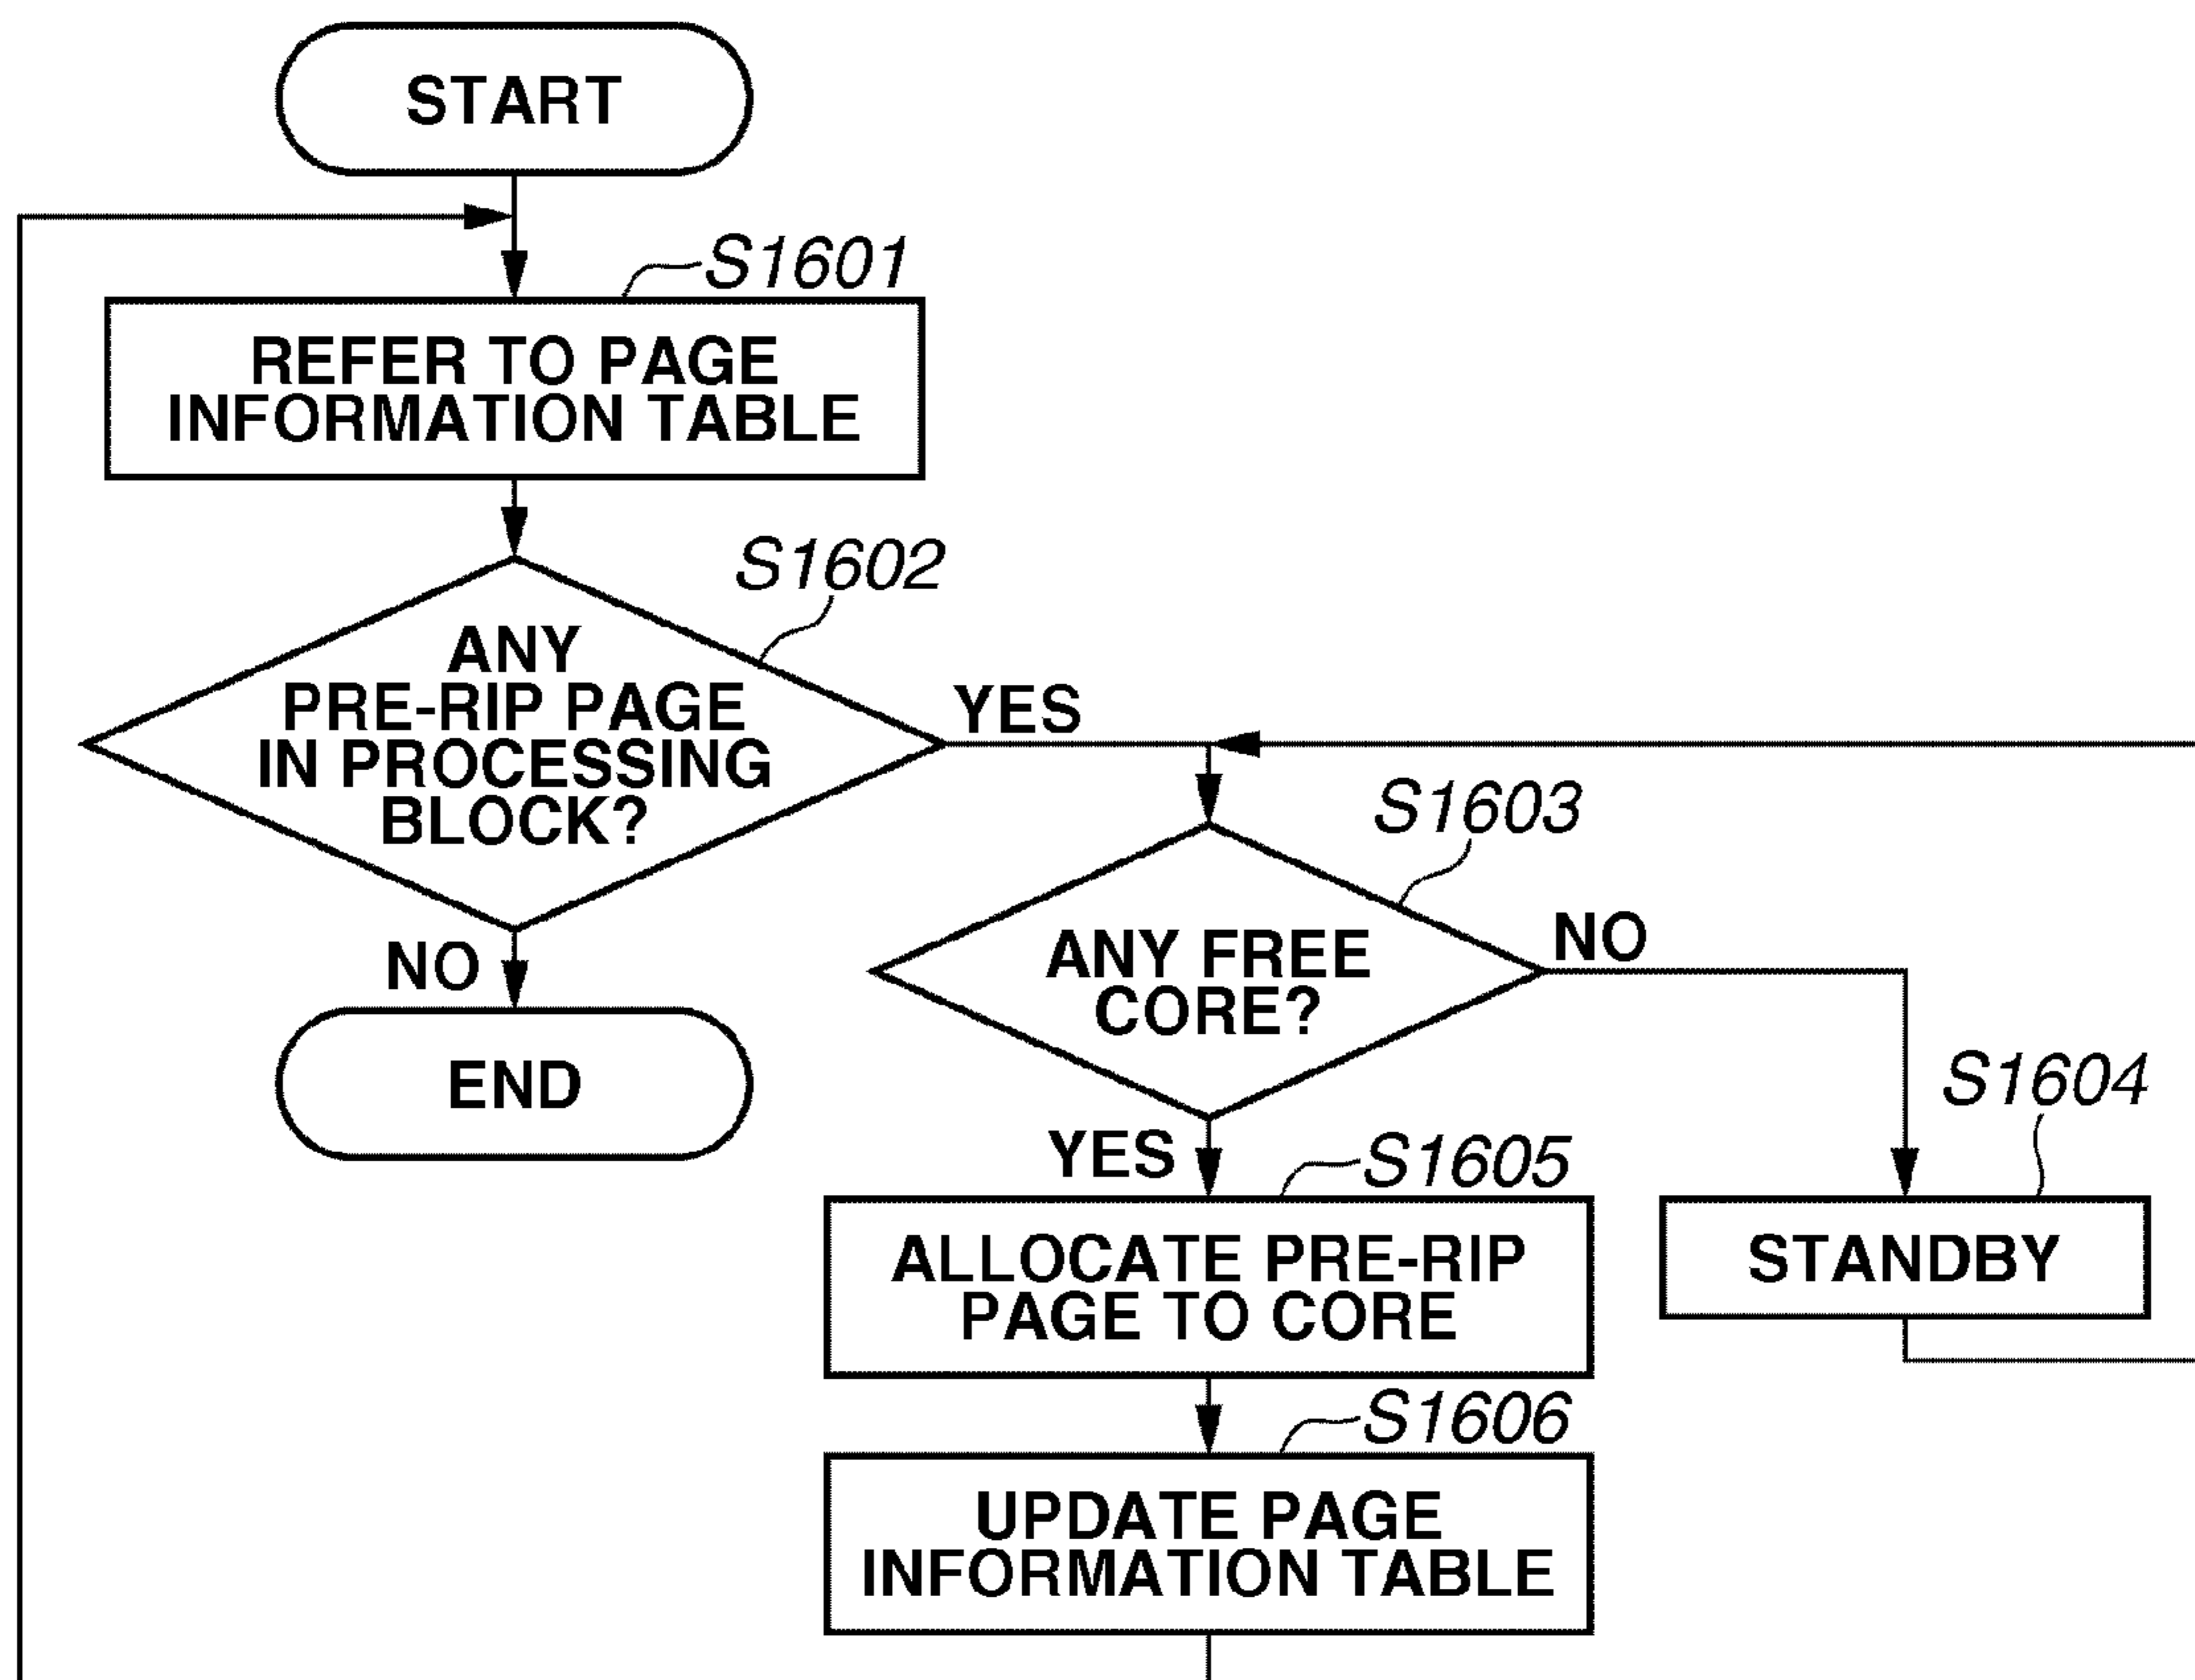 START
S1601
REFER TO PAGE
INFORMATION TABLE
S1602
ANY
PRE-RIP PAGE
IN PROCESSING
BLOCK?
YES
NO
END
S1603
ANY FREE
CORE?
NO
S1604
STANDBY
YES
S1605
ALLOCATE PRE-RIP
PAGE TO CORE
S1606
UPDATE PAGE
INFORMATION TABLE